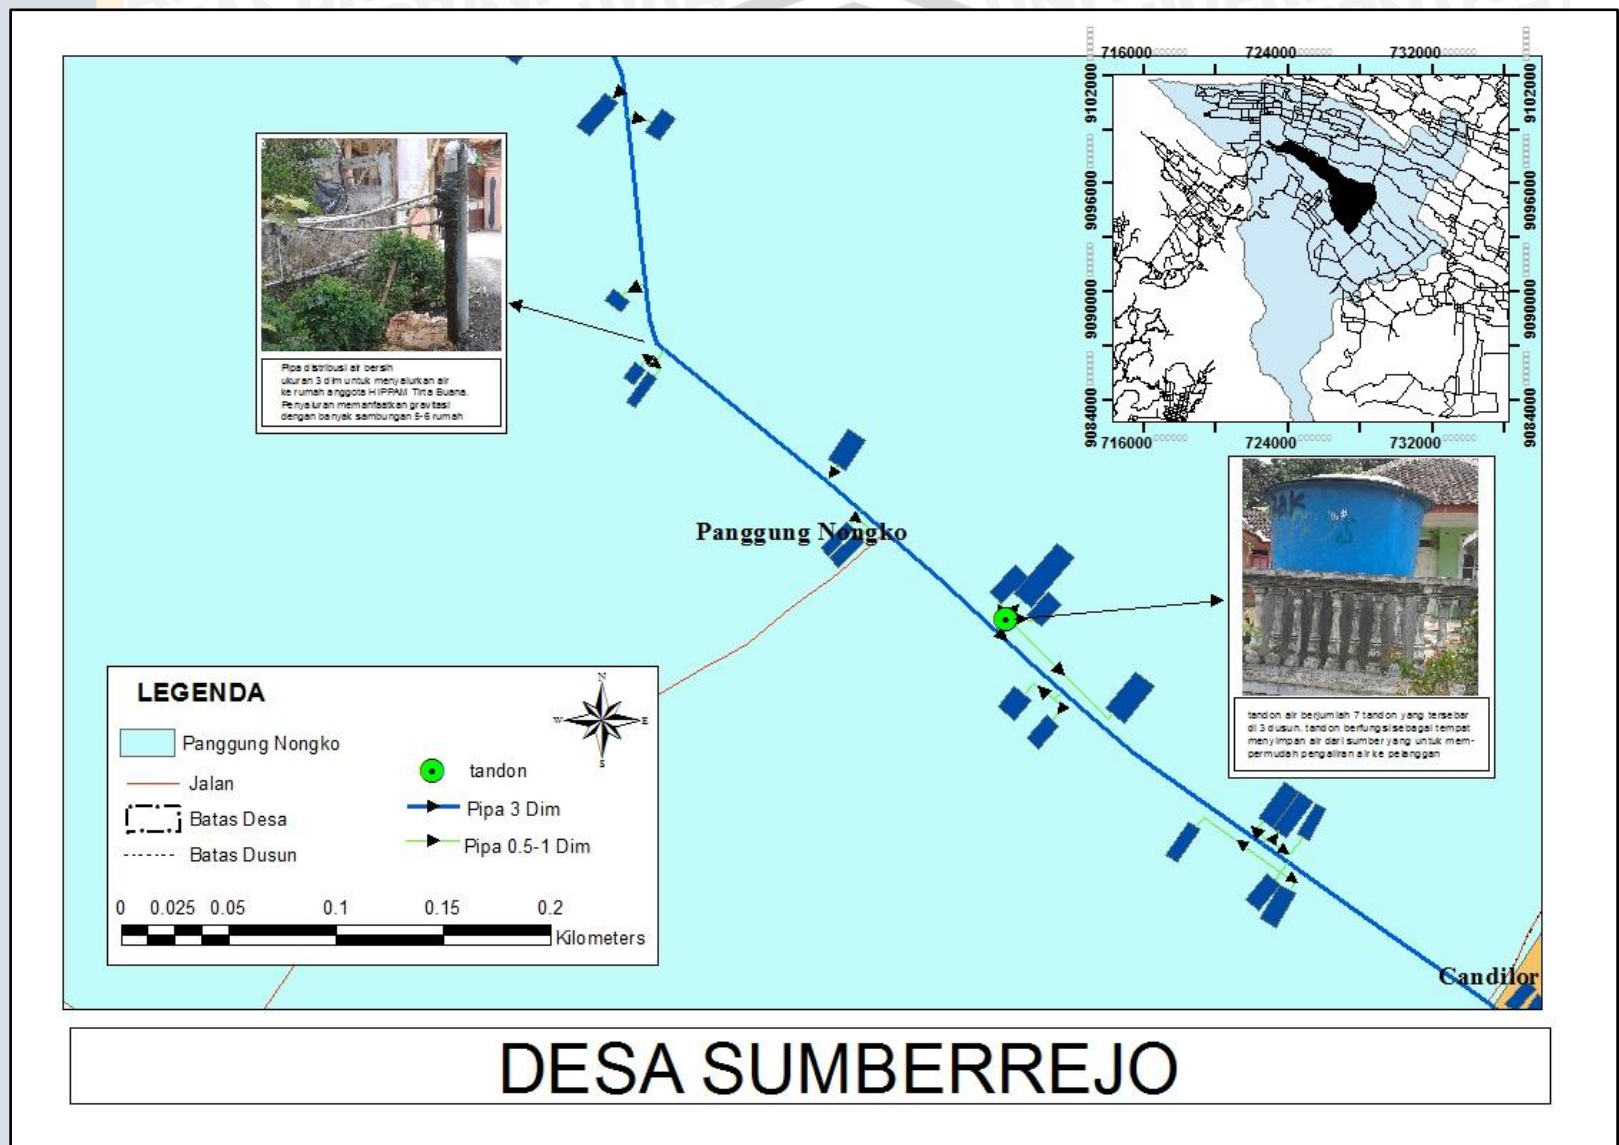 716000 724000 732000
9102000 9102000
9096000 9096000
9090000 9090000
9084000 9084000
716000 724000 732000
Pipa distribusi air bersih
ukuran 3 dim untuk menyalurkan air
ke rumah anggota HIPPAM Tirta Buana.
Penyaluran memanfaatkan gravitasi
dengan banyak sambungan 5-6 rumah
Panggung Nongko
tandon air berjumlah 7 tandon yang tersebar
di 3 dusun. tandon berfungsi sebagai tempat
menyimpan air dari sumber yang untuk mem-
permudah pengaliran air ke pelanggan
LEGENDA
N
W E
S
Panggung Nongko
Jalan
Batas Desa
Batas Dusun
tandon
Pipa 3 Dim
Pipa 0.5-1 Dim
0 0.025 0.05 0.1 0.15 0.2
Kilometers
Candilor
DESA SUMBERREJO